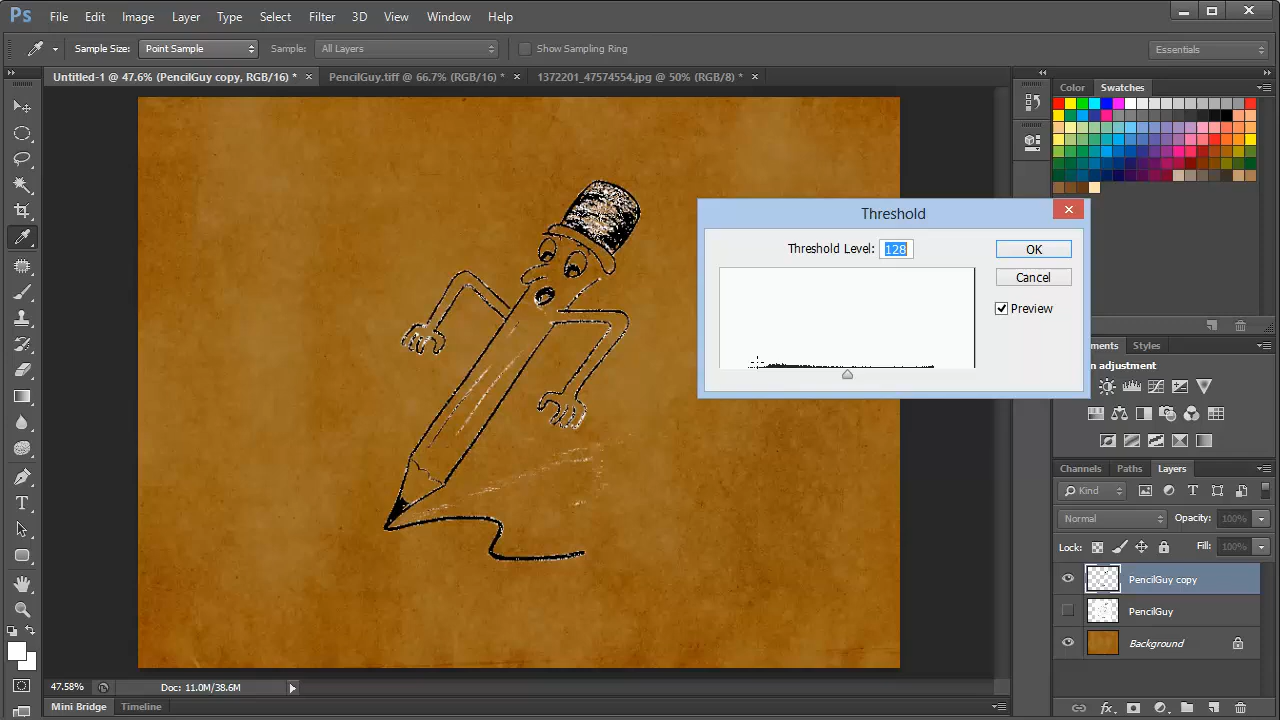 Ps File Edit Image Layer Type Select Filter 3D View Window Help
Sample Size: Point Sample Sample: All Layers Show Sampling Ring Essentials
Untitled-1 @ 47.6% (PencilGuy copy, RGB/16) * × PencilGuy.tiff @ 66.7% (RGB/16) * × 1372201_47574554.jpg @ 50% (RGB/8) * ×
Color Swatches
Threshold
Threshold Level: 128
OK
Cancel
Preview
Styles
adjustment
Channels Paths Layers
Kind
Normal Opacity: 100%
Lock: Fill: 100%
PencilGuy copy
PencilGuy
Background
47.58% Doc: 11.0M/38.6M
Mini Bridge Timeline